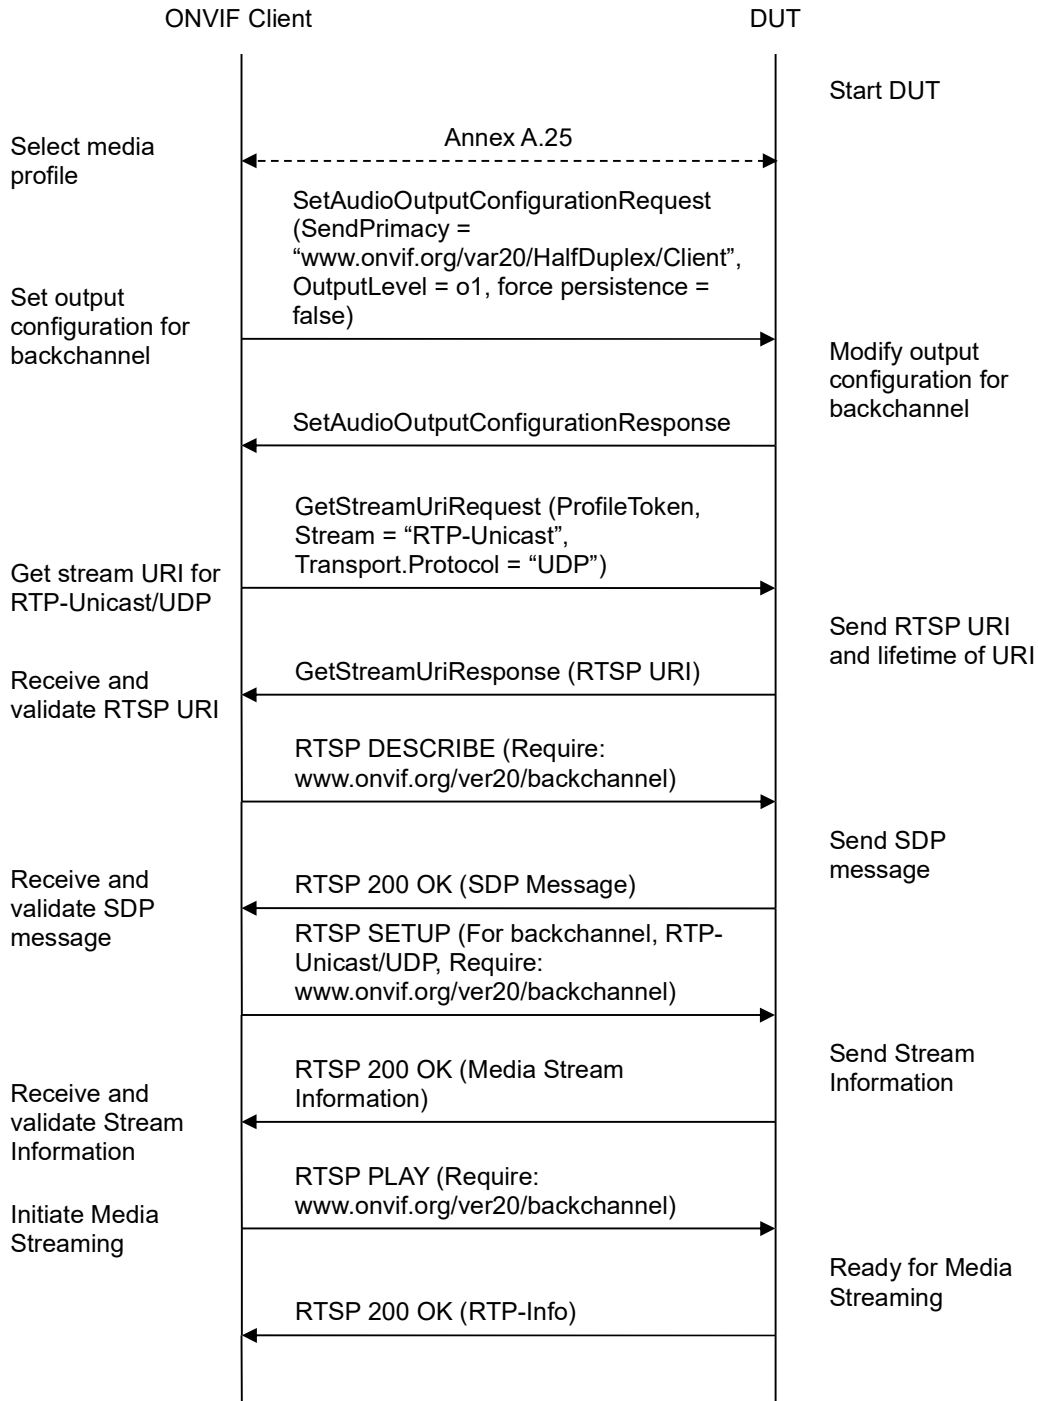 ONVIF Client
DUT
Start DUT
Annex A.25
Select media
profile
SetAudioOutputConfigurationRequest
(SendPrimacy =
“www.onvif.org/var20/HalfDuplex/Client”,
OutputLevel = o1, force persistence =
false)
Set output
configuration for
backchannel
Modify output
configuration for
backchannel
SetAudioOutputConfigurationResponse
GetStreamUriRequest (ProfileToken,
Stream = “RTP-Unicast”,
Transport.Protocol = “UDP”)
Get stream URI for
RTP-Unicast/UDP
Send RTSP URI
and lifetime of URI
GetStreamUriResponse (RTSP URI)
Receive and
validate RTSP URI
RTSP DESCRIBE (Require:
www.onvif.org/ver20/backchannel)
Send SDP
message
RTSP 200 OK (SDP Message)
Receive and
validate SDP
message
RTSP SETUP (For backchannel, RTP-
Unicast/UDP, Require:
www.onvif.org/ver20/backchannel)
Send Stream
Information
RTSP 200 OK (Media Stream
Information)
Receive and
validate Stream
Information
RTSP PLAY (Require:
www.onvif.org/ver20/backchannel)
Initiate Media
Streaming
Ready for Media
Streaming
RTSP 200 OK (RTP-Info)